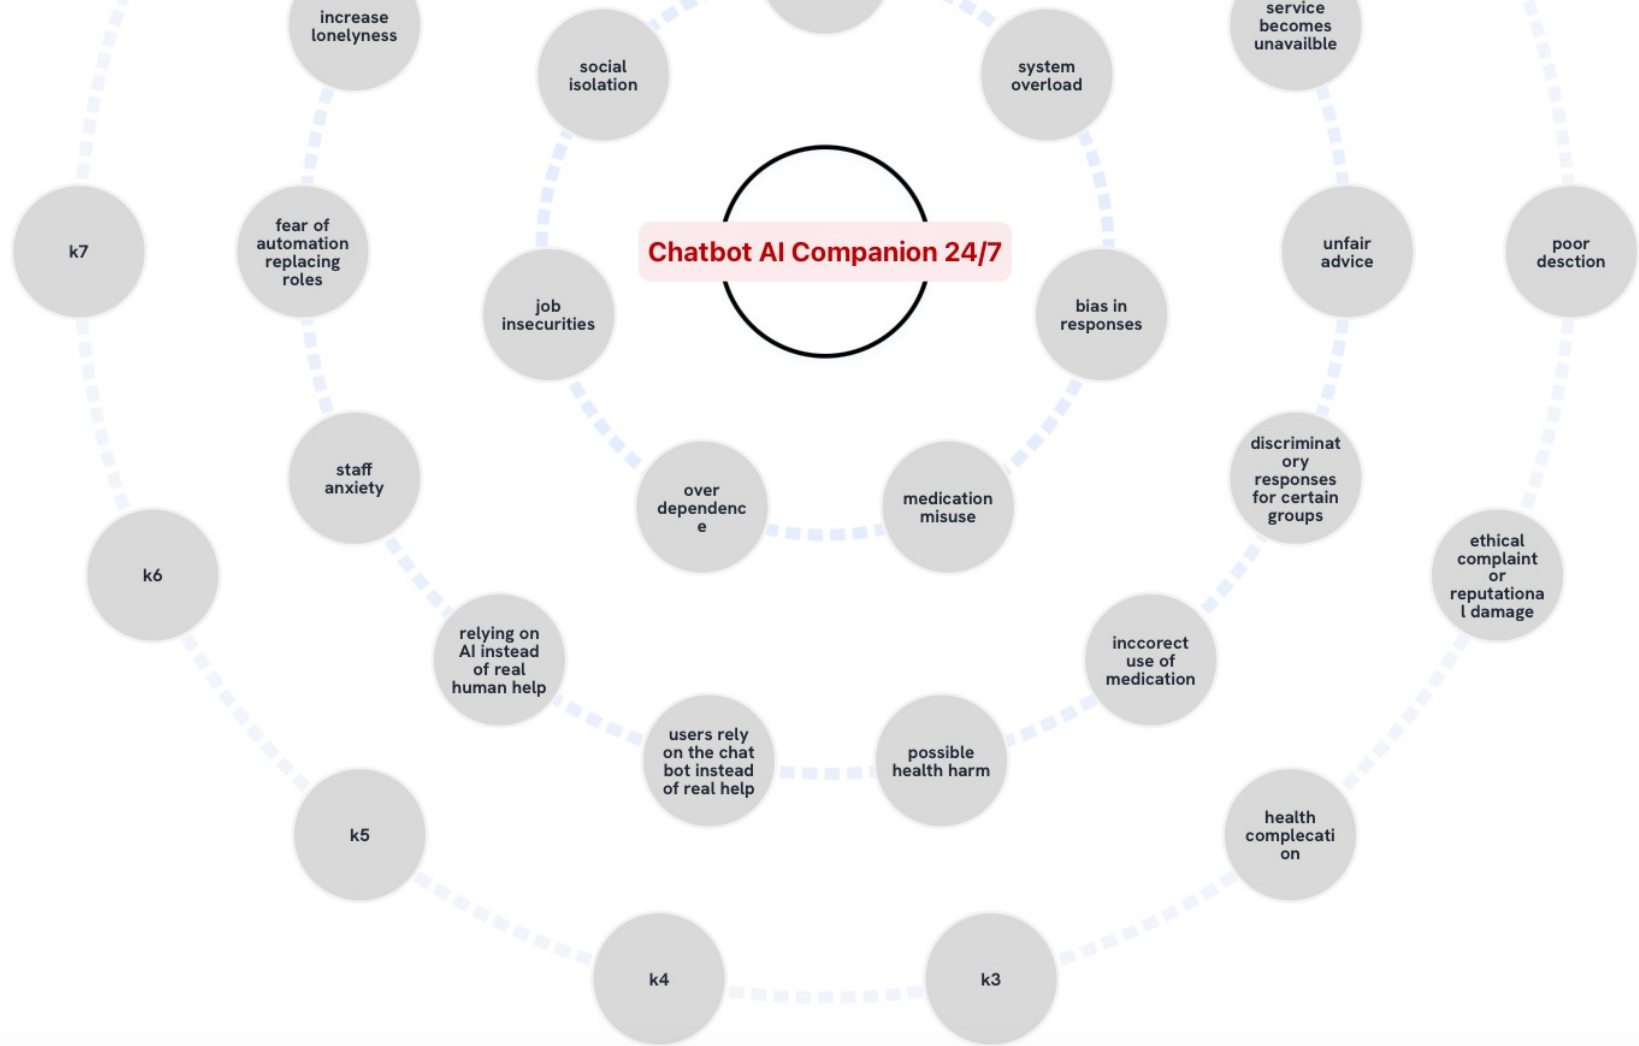 service
becomes
unavailble
increase
lonelyness
social
isolation
system
overload
fear of
automation
replacing
roles
k7
Chatbot AI Companion 24/7
unfair
advice
poor
desction
job
insecurities
bias in
responses
staff
anxiety
over
dependenc
e
medication
misuse
discriminat
ory
responses
for certain
groups
k6
ethical
complaint
or
reputationa
l damage
relying on
AI instead
of real
human help
inccorect
use of
medication
users rely
on the chat
bot instead
of real help
possible
health harm
k5
health
complecati
on
k4
k3